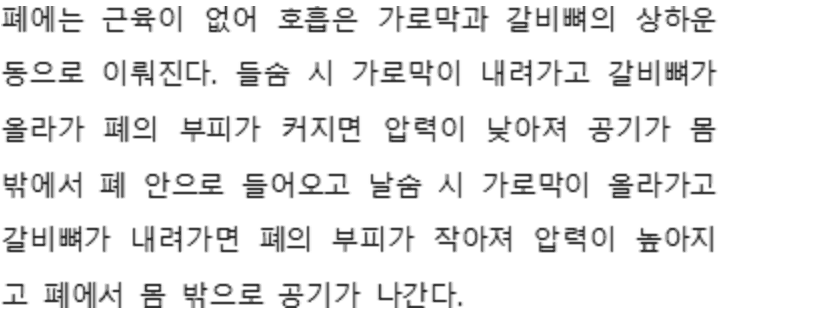 폐에는 근육이 없어 호흡은 가로막과 갈비뼈의 상하운
동으로 이뤄진다. 들숨 시 가로막이 내려가고 갈비뼈가
올라가 폐의 부피가 커지면 압력이 낮아져 공기가 몸
밖에서 폐 안으로 들어오고 날숨 시 가로막이 올라가고
갈비뼈가 내려가면 폐의 부피가 작아져 압력이 높아지
고 폐에서 몸 밖으로 공기가 나간다.